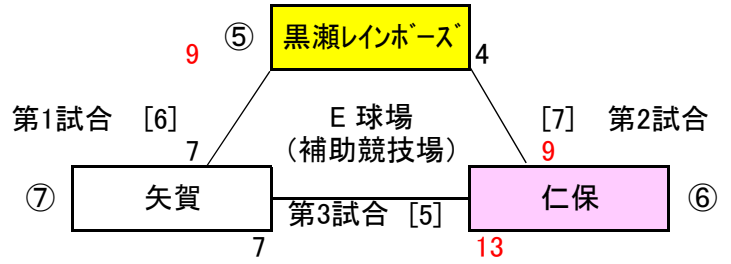 9 ⑤ 黒瀬レインボーズ 4
第1試合 [6] E 球場 [7] 第2試合
7 (補助競技場) 9
⑦ 矢賀 仁保 ⑥
第3試合 [5]
7 13